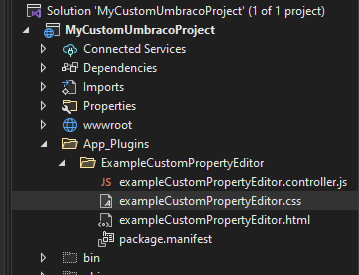 Solution 'MyCustomUmbracoProject' (1 of 1 project)
MyCustomUmbracoProject
Connected Services
Dependencies
Imports
Properties
wwwroot
App_Plugins
ExampleCustomPropertyEditor
JS exampleCustomPropertyEditor.controller.js
exampleCustomPropertyEditor.css
exampleCustomPropertyEditor.html
package.manifest
bin